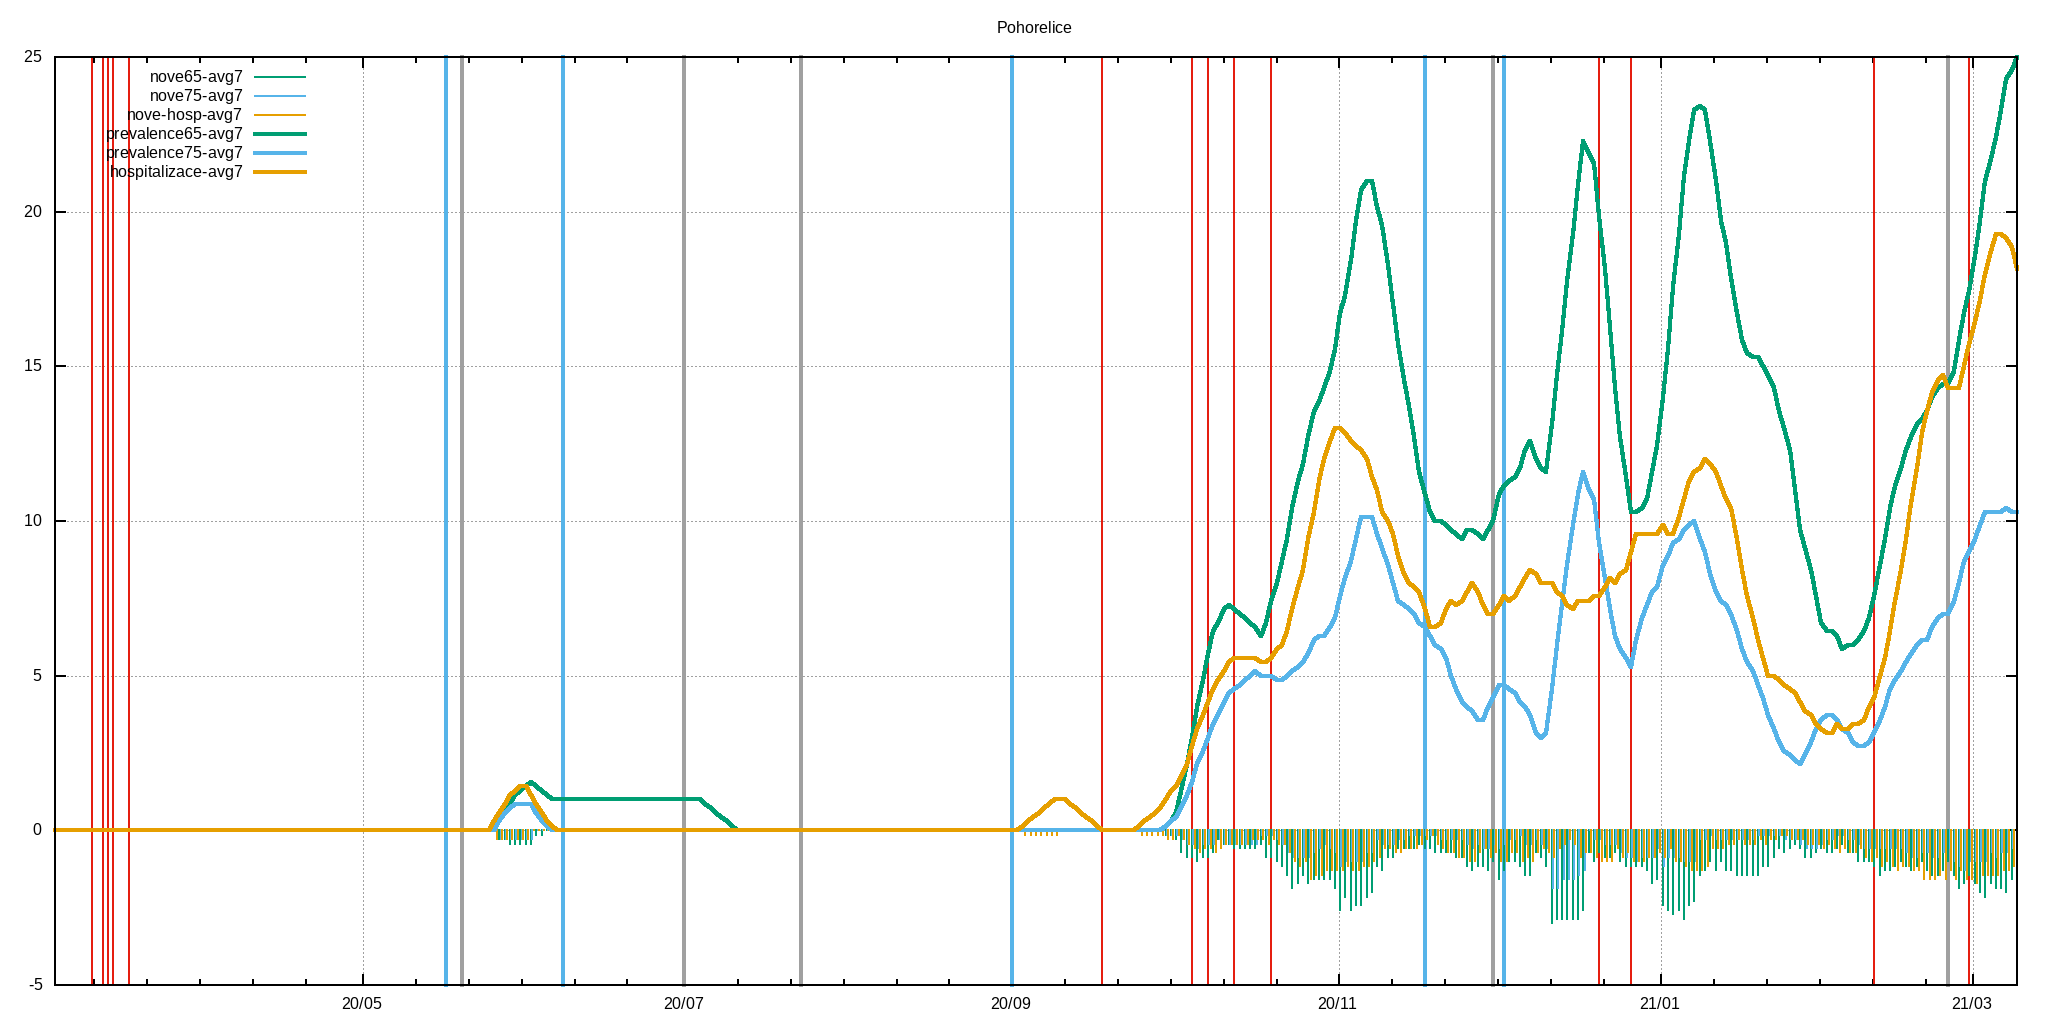 Pohorelice
25
nove65-avg7
nove75-avg7
nove-hosp-avg7
prevalence65-avg7
prevalence75-avg7
hospitalizace-avg7
20
15
10
5
0
-5
20/05 20/07 20/09 20/11 21/01 21/03